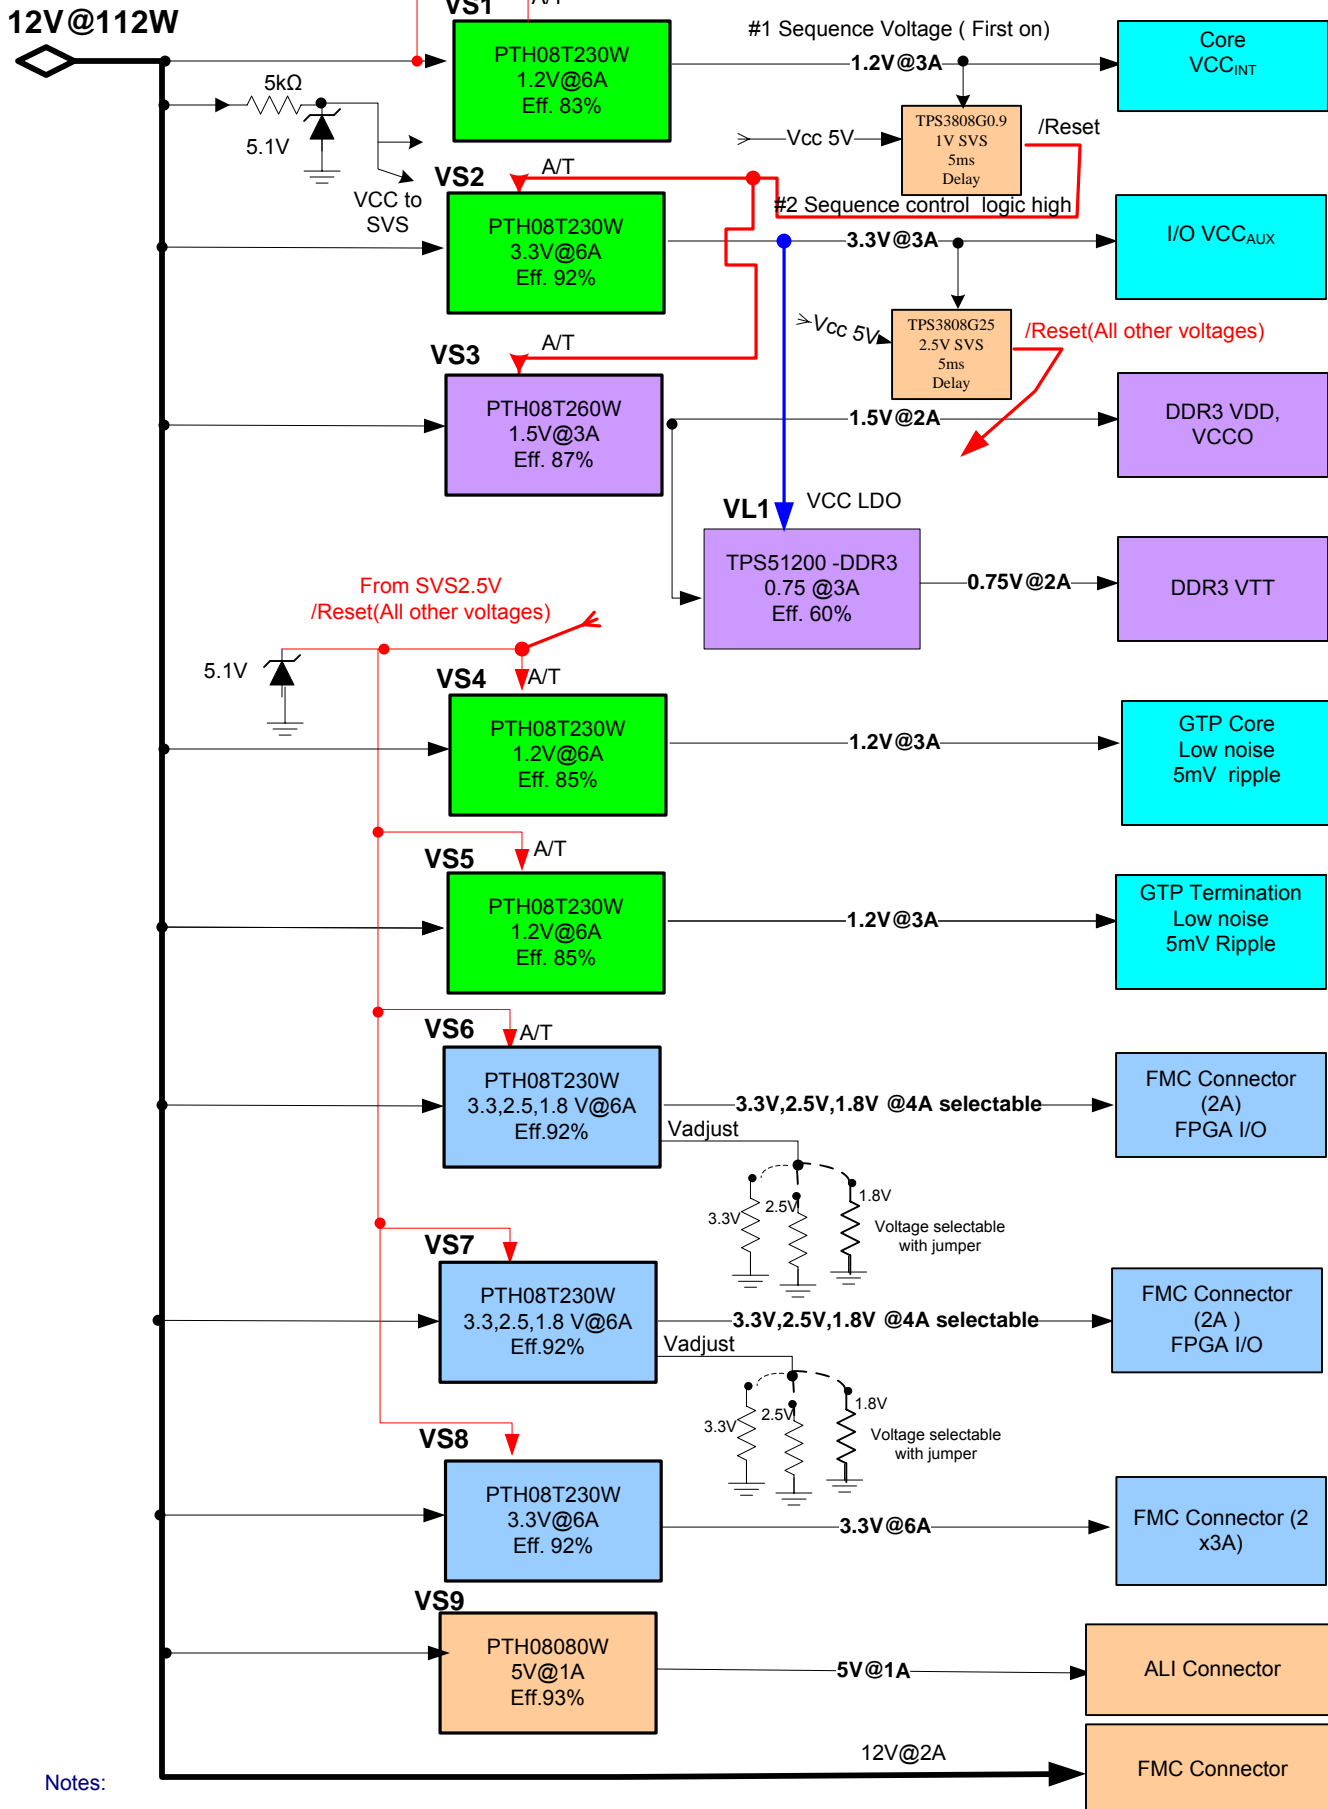 12V@112W
VS1
A/T
PTH08T230W
1.2V@6A
Eff. 83%
#1 Sequence Voltage ( First on)
1.2V@3A
Core
VCCINT
5kΩ
5.1V
VCC to
SVS
Vcc 5V
TPS3808G0.9
1V SVS
5ms
Delay
/Reset
VS2
A/T
#2 Sequence control logic high
PTH08T230W
3.3V@6A
Eff. 92%
3.3V@3A
I/O VCCAUX
Vcc 5V
TPS3808G25
2.5V SVS
5ms
Delay
/Reset(All other voltages)
VS3
A/T
PTH08T260W
1.5V@3A
Eff. 87%
1.5V@2A
DDR3 VDD,
VCCO
VL1
VCC LDO
TPS51200 -DDR3
0.75 @3A
Eff. 60%
0.75V@2A
DDR3 VTT
From SVS2.5V
/Reset(All other voltages)
5.1V
VS4
A/T
PTH08T230W
1.2V@6A
Eff. 85%
1.2V@3A
GTP Core
Low noise
5mV ripple
VS5
A/T
PTH08T230W
1.2V@6A
Eff. 85%
1.2V@3A
GTP Termination
Low noise
5mV Ripple
VS6
A/T
PTH08T230W
3.3,2.5,1.8 V@6A
Eff.92%
3.3V,2.5V,1.8V @4A selectable
Vadjust
FMC Connector
(2A)
FPGA I/O
3.3V
2.5V
1.8V
Voltage selectable
with jumper
VS7
PTH08T230W
3.3,2.5,1.8 V@6A
Eff.92%
3.3V,2.5V,1.8V @4A selectable
Vadjust
FMC Connector
(2A )
FPGA I/O
3.3V
2.5V
1.8V
Voltage selectable
with jumper
VS8
PTH08T230W
3.3V@6A
Eff. 92%
3.3V@6A
FMC Connector (2
x3A)
VS9
PTH08080W
5V@1A
Eff.93%
5V@1A
ALI Connector
12V@2A
FMC Connector
Notes: